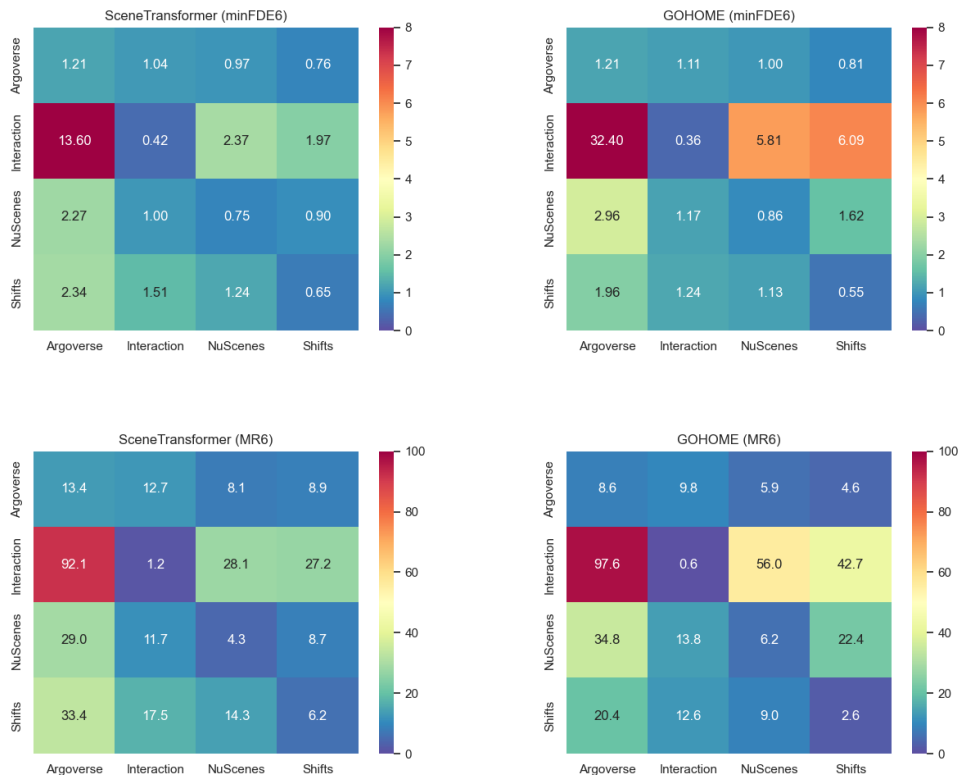 SceneTransformer (minFDE6)
Argoverse 1.21 1.04 0.97 0.76
Interaction 13.60 0.42 2.37 1.97
NuScenes 2.27 1.00 0.75 0.90
Shifts 2.34 1.51 1.24 0.65
Argoverse Interaction NuScenes Shifts
8
7
6
5
4
3
2
1
0
GOHOME (minFDE6)
Argoverse 1.21 1.11 1.00 0.81
Interaction 32.40 0.36 5.81 6.09
NuScenes 2.96 1.17 0.86 1.62
Shifts 1.96 1.24 1.13 0.55
Argoverse Interaction NuScenes Shifts
8
7
6
5
4
3
2
1
0
SceneTransformer (MR6)
Argoverse 13.4 12.7 8.1 8.9
Interaction 92.1 1.2 28.1 27.2
NuScenes 29.0 11.7 4.3 8.7
Shifts 33.4 17.5 14.3 6.2
Argoverse Interaction NuScenes Shifts
100
80
60
40
20
0
GOHOME (MR6)
Argoverse 8.6 9.8 5.9 4.6
Interaction 97.6 0.6 56.0 42.7
NuScenes 34.8 13.8 6.2 22.4
Shifts 20.4 12.6 9.0 2.6
Argoverse Interaction NuScenes Shifts
100
80
60
40
20
0